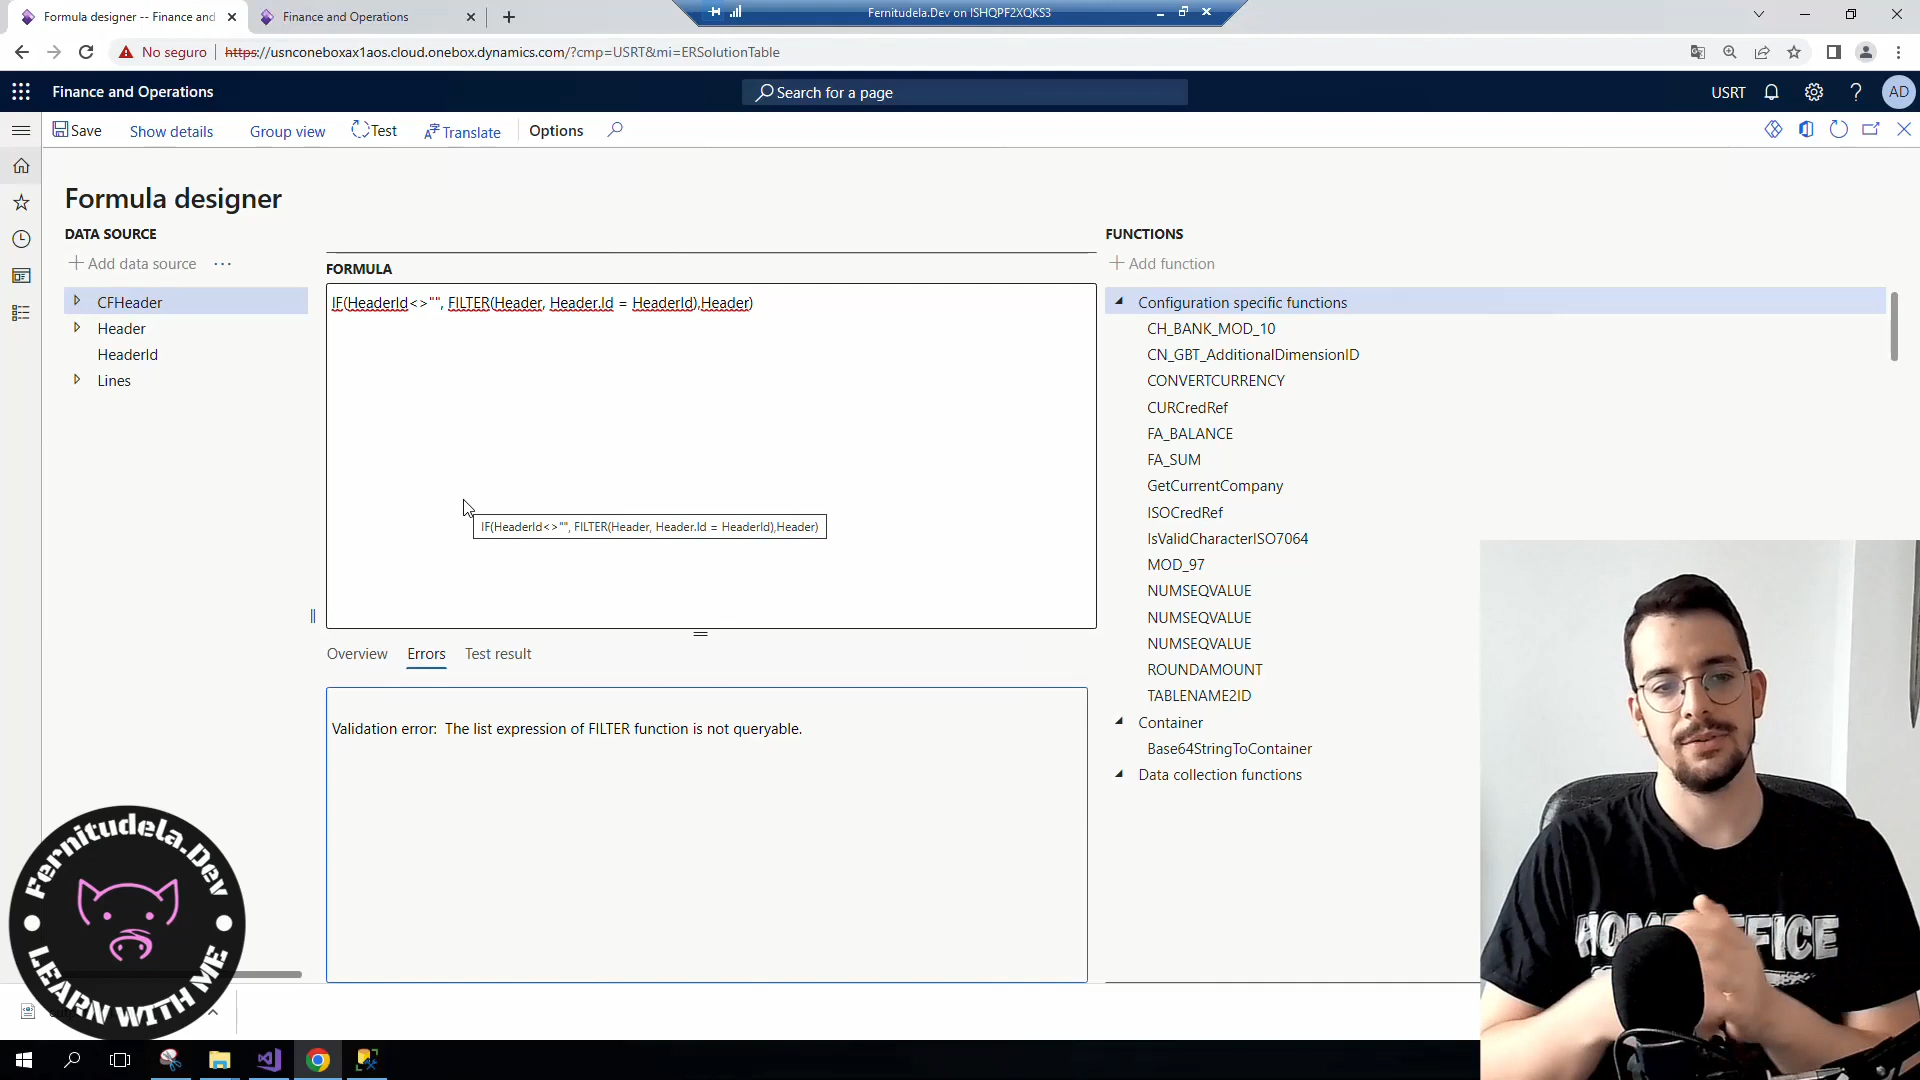 Formula designer -- Finance and
Finance and Operations
Fernitudela.Dev on ISHQPF2XQKS3
No seguro
https://usnconeboxax1aos.cloud.onebox.dynamics.com/?cmp=USRT&mi=ERSolutionTable
Finance and Operations
Search for a page
USRT
AD
Save
Show details
Group view
Test
Translate
Options
Formula designer
DATA SOURCE
Add data source
CFHeader
Header
HeaderId
Lines
FORMULA
IF(HeaderId<>"", FILTER(Header, Header.Id = HeaderId),Header)
IF(HeaderId<>"", FILTER(Header, Header.Id = HeaderId),Header)
Overview
Errors
Test result
Validation error: The list expression of FILTER function is not queryable.
FUNCTIONS
Add function
Configuration specific functions
CH_BANK_MOD_10
CN_GBT_AdditionalDimensionID
CONVERTCURRENCY
CURCredRef
FA_BALANCE
FA_SUM
GetCurrentCompany
ISOCredRef
IsValidCharacterISO7064
MOD_97
NUMSEQVALUE
NUMSEQVALUE
NUMSEQVALUE
ROUNDAMOUNT
TABLENAME2ID
Container
Base64StringToContainer
Data collection functions
Fernitudela.Dev
LEARN WITH ME